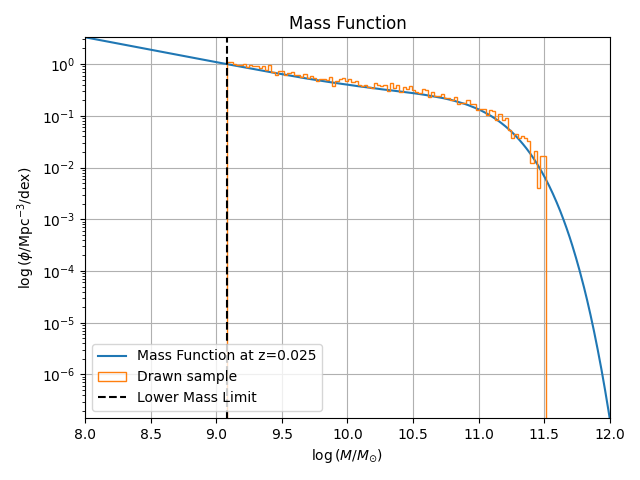 Mass Function
10⁰
10⁻¹
10⁻²
10⁻³
10⁻⁴
10⁻⁵
10⁻⁶
log (ϕ/Mpc⁻³/dex)
Mass Function at z=0.025
Drawn sample
Lower Mass Limit
8.0 8.5 9.0 9.5 10.0 10.5 11.0 11.5 12.0
log (M/M⊙)